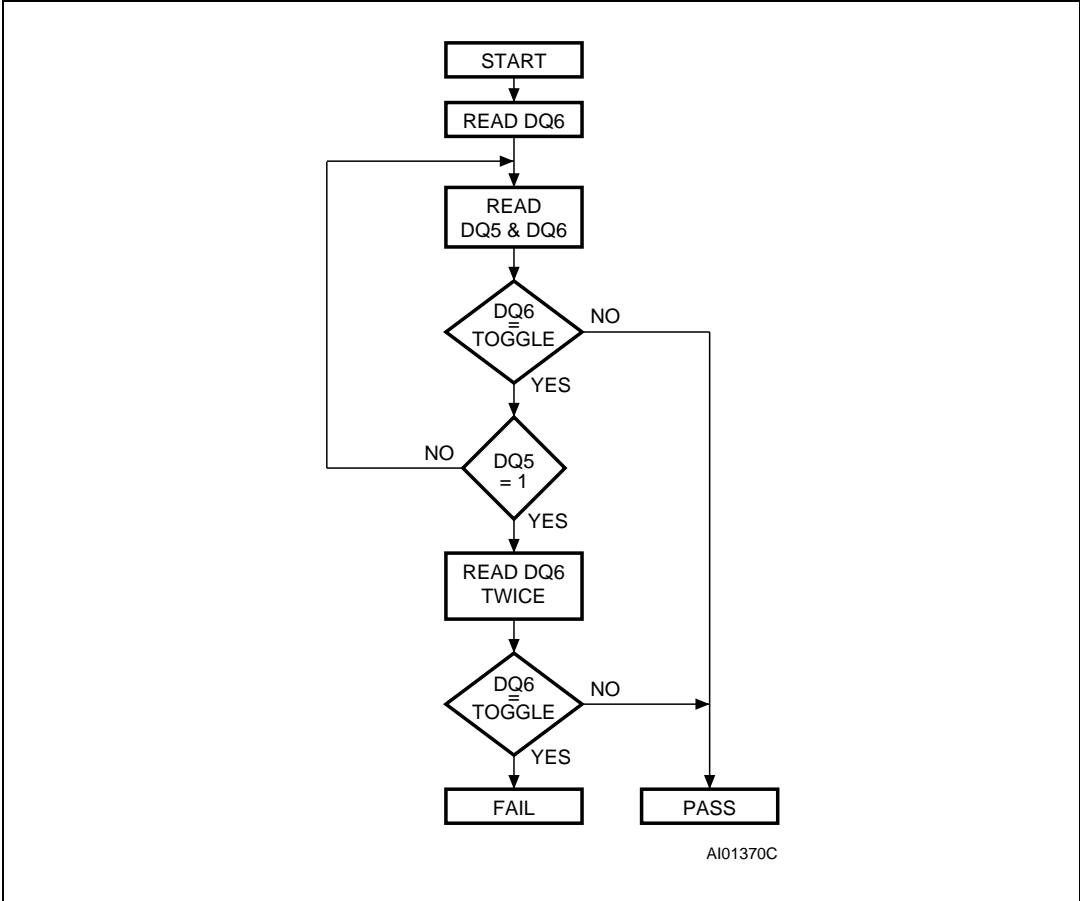 START
READ DQ6
READ
DQ5 & DQ6
DQ6
=
TOGGLE
NO
YES
NO
DQ5
= 1
YES
READ DQ6
TWICE
DQ6
=
TOGGLE
NO
YES
FAIL
PASS
AI01370C